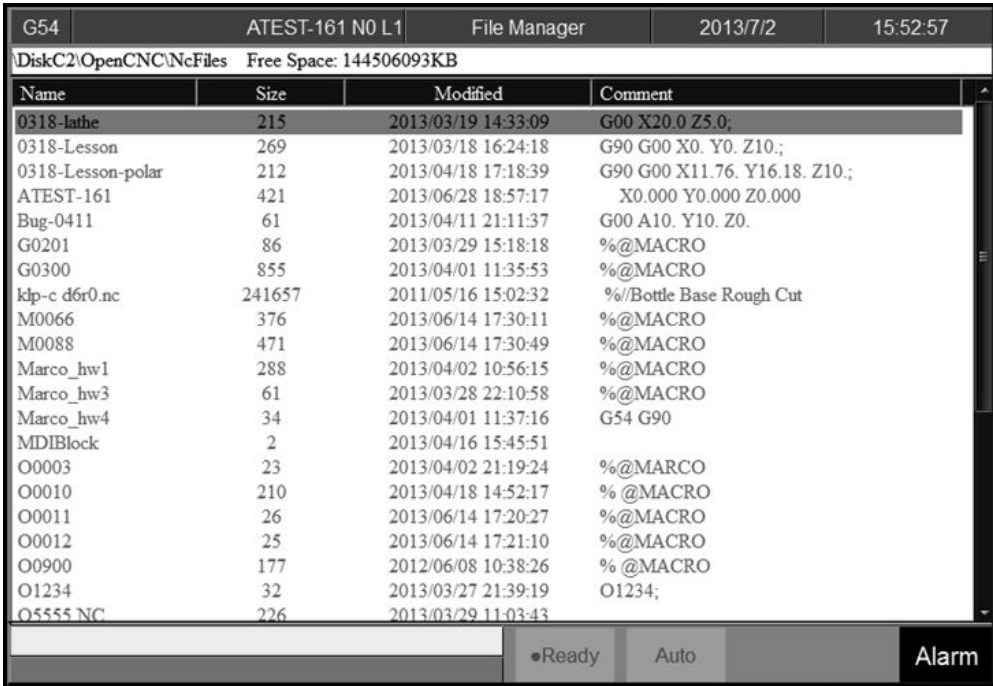 G54 ATEST-161 N0 L1 File Manager 2013/7/2 15:52:57
\DiskC2\OpenCNC\NcFiles Free Space: 144506093KB
Name Size Modified Comment
0318-lathe 215 2013/03/19 14:33:09 G00 X20.0 Z5.0;
0318-Lesson 269 2013/03/18 16:24:18 G90 G00 X0. Y0. Z10.;
0318-Lesson-polar 212 2013/04/18 17:18:39 G90 G00 X11.76. Y16.18. Z10.;
ATEST-161 421 2013/06/28 18:57:17 X0.000 Y0.000 Z0.000
Bug-0411 61 2013/04/11 21:11:37 G00 A10. Y10. Z0.
G0201 86 2013/03/29 15:18:18 %@MACRO
G0300 855 2013/04/01 11:35:53 %@MACRO
klp-c d6r0.nc 241657 2011/05/16 15:02:32 %//Bottle Base Rough Cut
M0066 376 2013/06/14 17:30:11 %@MACRO
M0088 471 2013/06/14 17:30:49 %@MACRO
Marco_hw1 288 2013/04/02 10:56:15 %@MACRO
Marco_hw3 61 2013/03/28 22:10:58 %@MACRO
Marco_hw4 34 2013/04/01 11:37:16 G54 G90
MDIBlock 2 2013/04/16 15:45:51
O0003 23 2013/04/02 21:19:24 %@MARCO
O0010 210 2013/04/18 14:52:17 % @MACRO
O0011 26 2013/06/14 17:20:27 %@MACRO
O0012 25 2013/06/14 17:21:10 %@MACRO
O0900 177 2012/06/08 10:38:26 % @MACRO
O1234 32 2013/03/27 21:39:19 O1234;
O5555.NC 226 2013/03/29 11:03:43
●Ready Auto Alarm